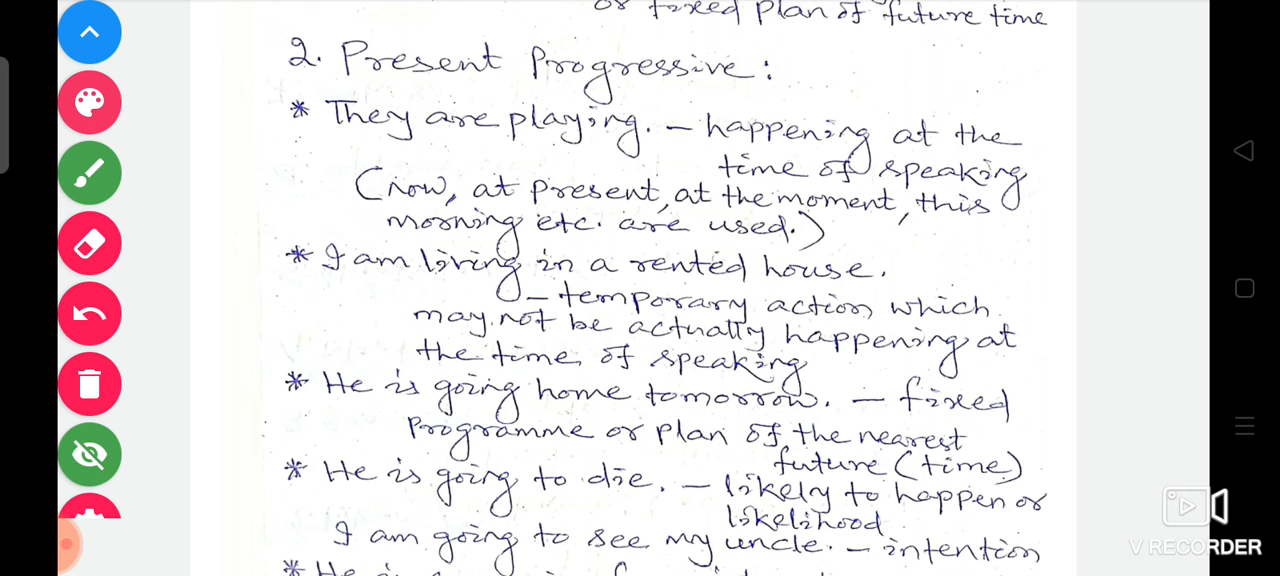 or fixed plan of future time
2. Present Progressive:
* They are playing. – happening at the
time of speaking
(now, at present, at the moment, this
morning etc. are used.)
* I am living in a rented house.
– temporary action which
may not be actually happening at
the time of speaking
* He is going home tomorrow. – fixed
Programme or plan of the nearest
future (time)
* He is going to die. – likely to happen or
likelihood
I am going to see my uncle. – intention
* He is
V RECORDER